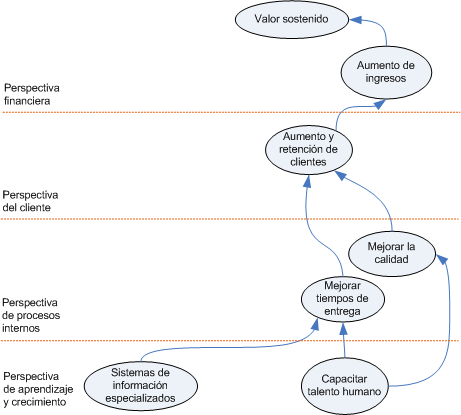 Valor sostenido
Aumento de
ingresos
Perspectiva
financiera
Aumento y
retención de
clientes
Perspectiva
del cliente
Mejorar la
calidad
Mejorar
tiempos de
entrega
Perspectiva
de procesos
internos
Sistemas de
información
especializados
Capacitar
talento humano
Perspectiva
de aprendizaje
y crecimiento